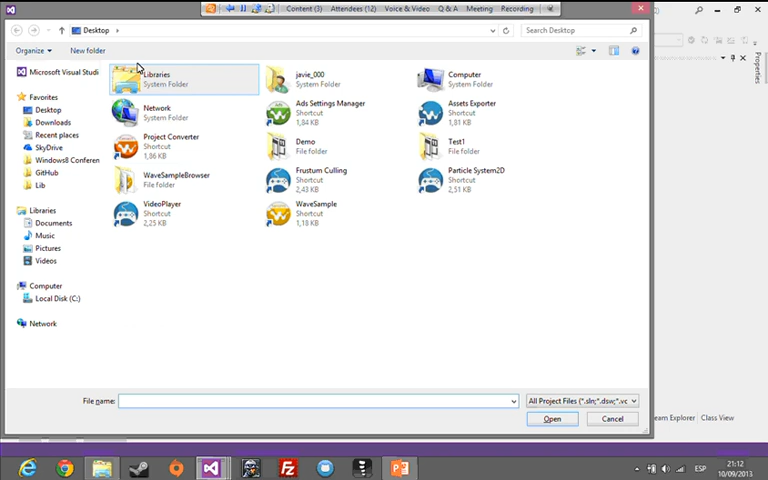 Content (3) Attendees (12) Voice & Video Q & A Meeting Recording
Desktop
Search Desktop
Organize New folder
Microsoft Visual Studi
Favorites
Desktop
Downloads
Recent places
SkyDrive
Windows8 Conferen
GitHub
Lib
Libraries
Documents
Music
Pictures
Videos
Computer
Local Disk (C:)
Network
Libraries
System Folder
javie_000
System Folder
Computer
System Folder
Network
System Folder
Ads Settings Manager
Shortcut
1,84 KB
Assets Exporter
Shortcut
1,81 KB
Project Converter
Shortcut
1,86 KB
Demo
File folder
Test1
File folder
WaveSampleBrowser
File folder
Frustum Culling
Shortcut
2,43 KB
Particle System2D
Shortcut
2,51 KB
VideoPlayer
Shortcut
2,25 KB
WaveSample
Shortcut
1,18 KB
File name:
All Project Files (*.sln;*.dsw;*.vc
Open Cancel
Properties
eam Explorer Class View
ESP
21:12
10/09/2013